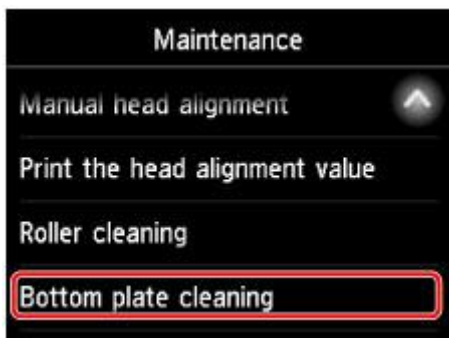 Maintenance
Manual head alignment
Print the head alignment value
Roller cleaning
Bottom plate cleaning